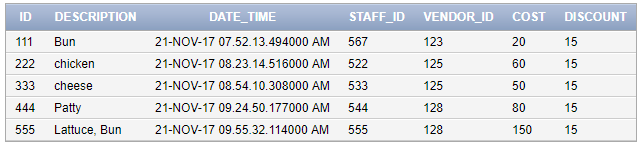 ID DESCRIPTION DATE_TIME STAFF_ID VENDOR_ID COST DISCOUNT
111 Bun 21-NOV-17 07.52.13.494000 AM 567 123 20 15
222 chicken 21-NOV-17 08.23.14.516000 AM 522 125 60 15
333 cheese 21-NOV-17 08.54.10.308000 AM 533 125 50 15
444 Patty 21-NOV-17 09.24.50.177000 AM 544 128 80 15
555 Lattuce, Bun 21-NOV-17 09.55.32.114000 AM 555 128 150 15